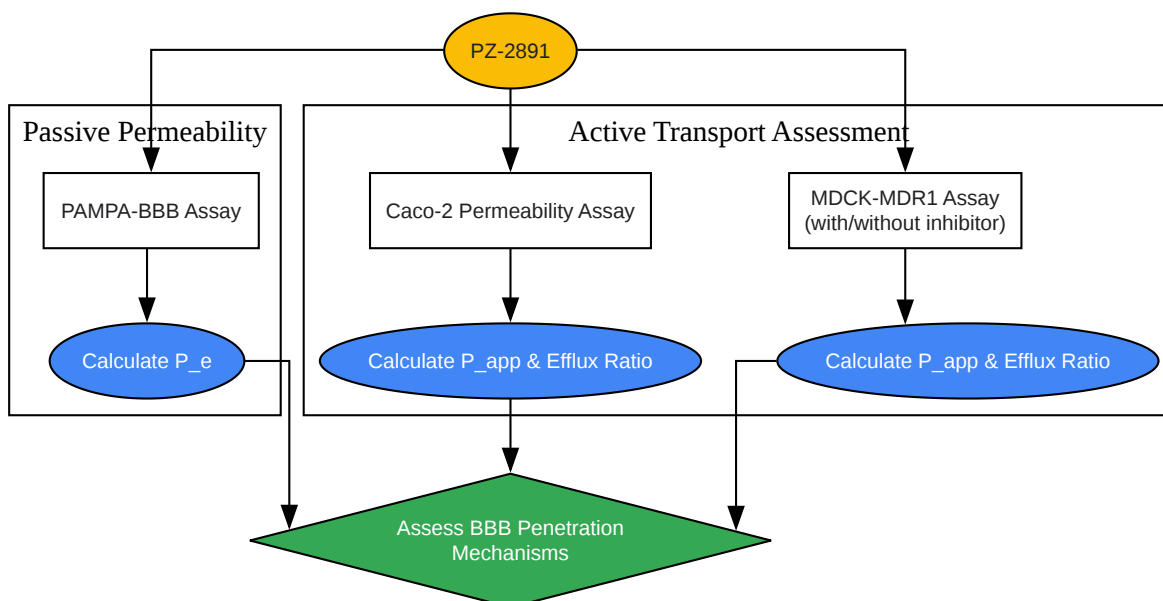 PZ-2891
Passive Permeability
Active Transport Assessment
PAMPA-BBB Assay
Caco-2 Permeability Assay
MDCK-MDR1 Assay
(with/without inhibitor)
Calculate P_e
Calculate P_app & Efflux Ratio
Calculate P_app & Efflux Ratio
Assess BBB Penetration
Mechanisms